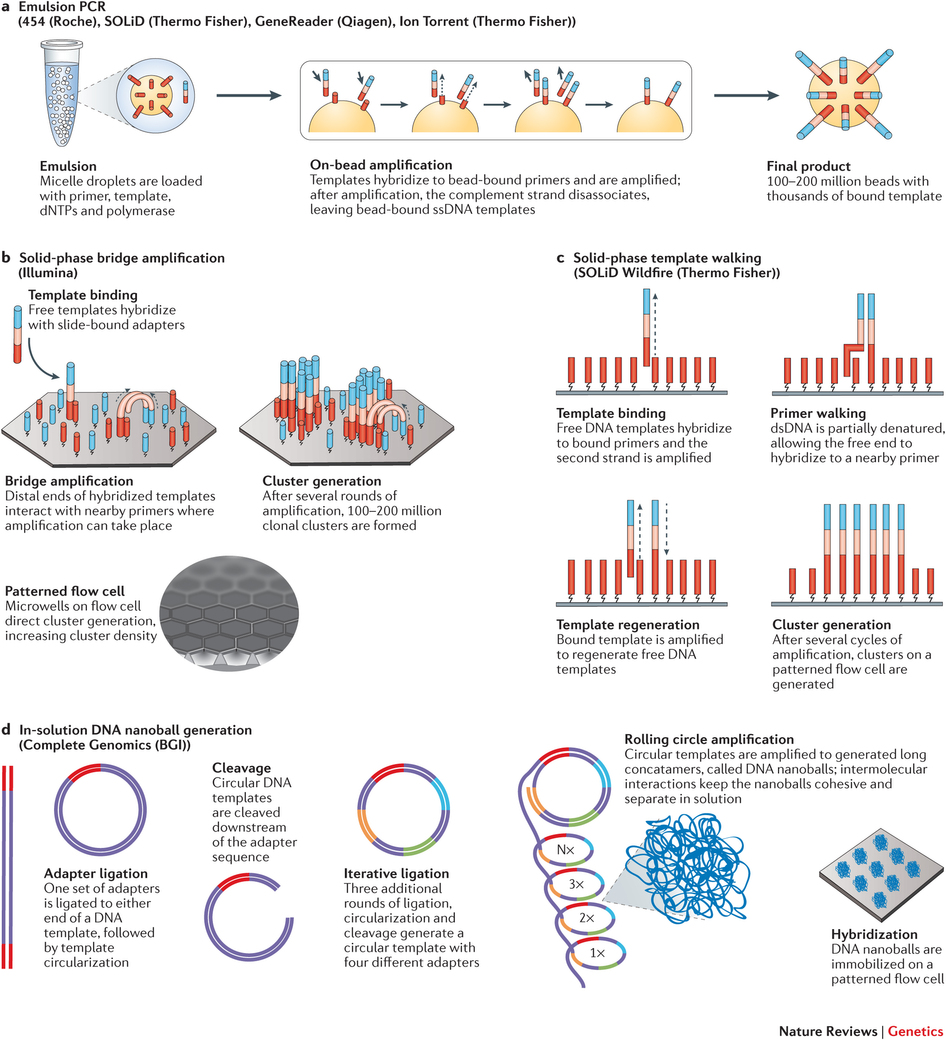 a Emulsion PCR
(454 (Roche), SOLiD (Thermo Fisher), GeneReader (Qiagen), Ion Torrent (Thermo Fisher))
Emulsion
Micelle droplets are loaded
with primer, template,
dNTPs and polymerase
On-bead amplification
Templates hybridize to bead-bound primers and are amplified;
after amplification, the complement strand disassociates,
leaving bead-bound ssDNA templates
Final product
100–200 million beads with
thousands of bound template
b Solid-phase bridge amplification
(Illumina)
Template binding
Free templates hybridize
with slide-bound adapters
Bridge amplification
Distal ends of hybridized templates
interact with nearby primers where
amplification can take place
Cluster generation
After several rounds of
amplification, 100–200 million
clonal clusters are formed
Patterned flow cell
Microwells on flow cell
direct cluster generation,
increasing cluster density
c Solid-phase template walking
(SOLiD Wildfire (Thermo Fisher))
Template binding
Free DNA templates hybridize
to bound primers and the
second strand is amplified
Primer walking
dsDNA is partially denatured,
allowing the free end to
hybridize to a nearby primer
Template regeneration
Bound template is amplified
to regenerate free DNA
templates
Cluster generation
After several cycles of
amplification, clusters on a
patterned flow cell are
generated
d In-solution DNA nanoball generation
(Complete Genomics (BGI))
Adapter ligation
One set of adapters
is ligated to either
end of a DNA
template, followed
by template
circularization
Cleavage
Circular DNA
templates
are cleaved
downstream
of the adapter
sequence
Iterative ligation
Three additional
rounds of ligation,
circularization and
cleavage generate a
circular template with
four different adapters
Rolling circle amplification
Circular templates are amplified to generated long
concatamers, called DNA nanoballs; intermolecular
interactions keep the nanoballs cohesive and
separate in solution
N×
3×
2×
1×
Hybridization
DNA nanoballs are
immobilized on a
patterned flow cell
Nature Reviews | Genetics